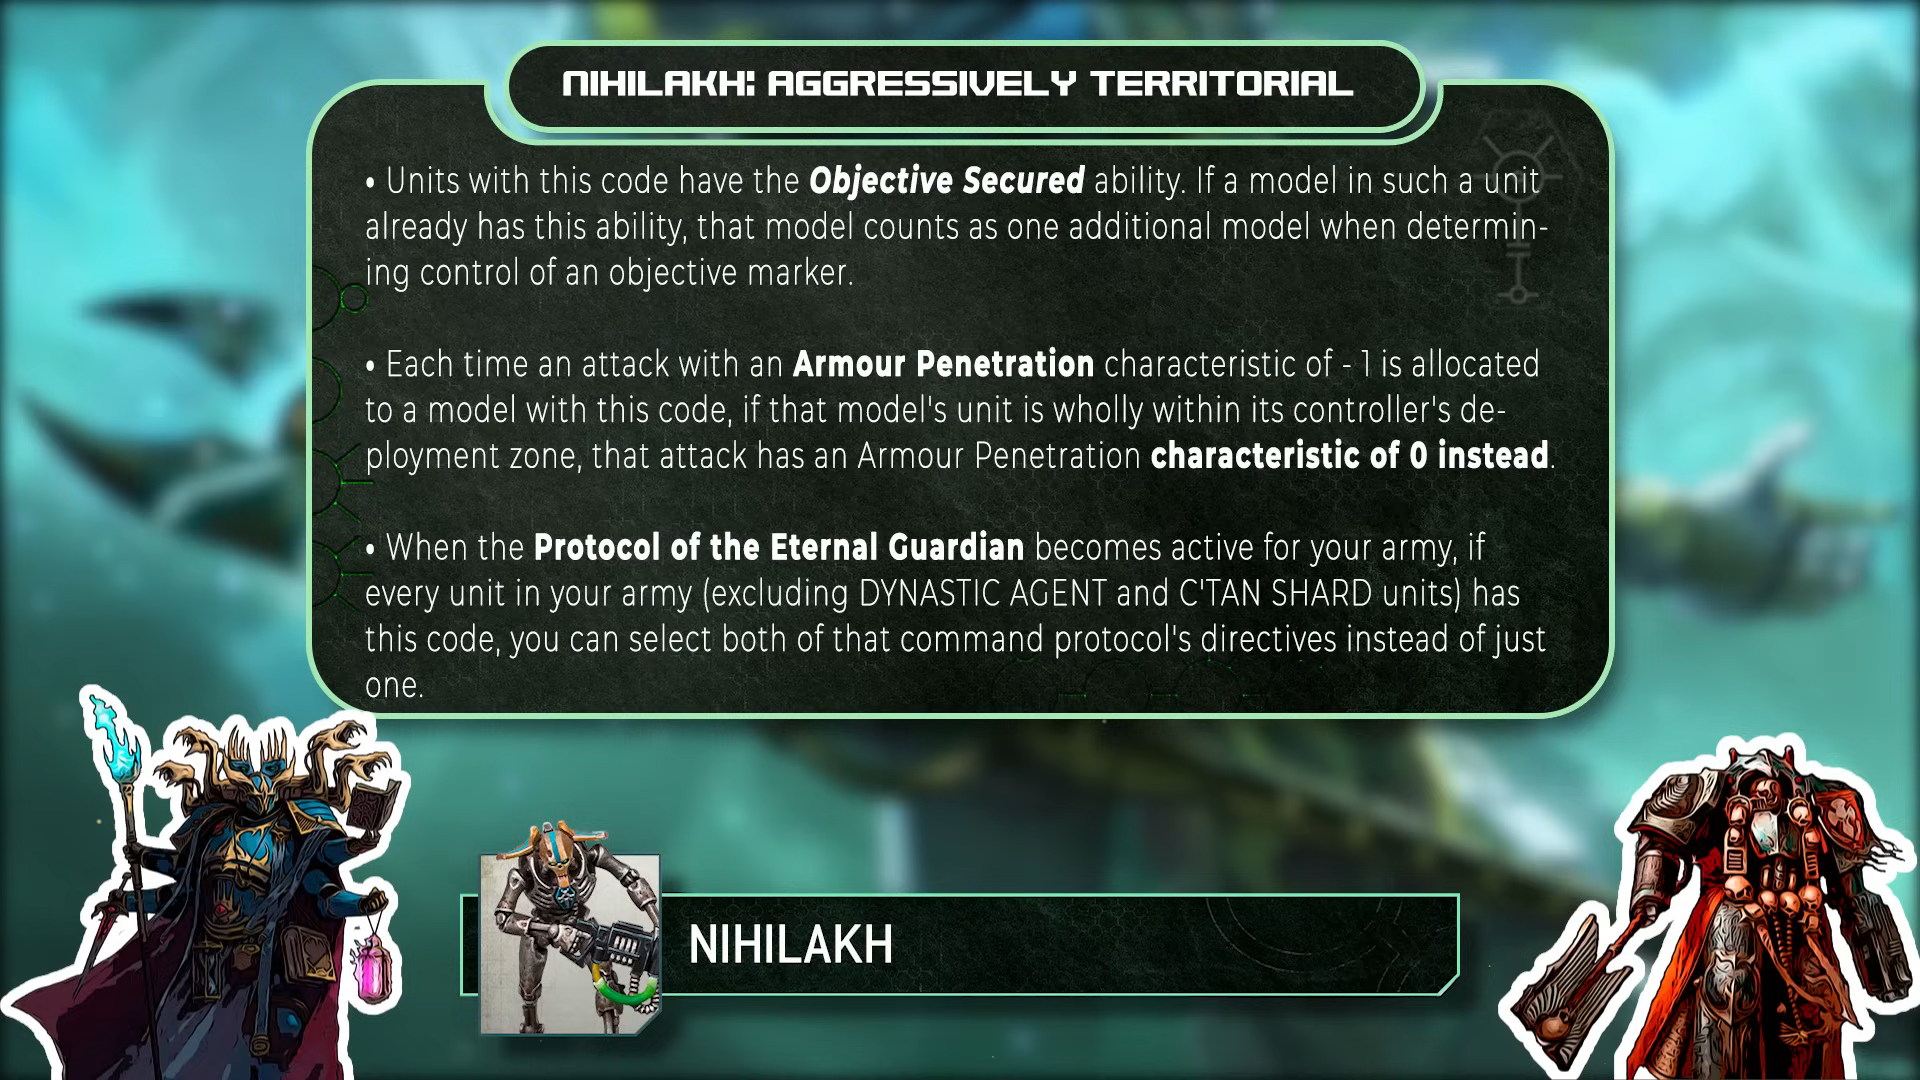 NIHILAKH: AGGRESSIVELY TERRITORIAL
• Units with this code have the Objective Secured ability. If a model in such a unit
already has this ability, that model counts as one additional model when determin-
ing control of an objective marker.
• Each time an attack with an Armour Penetration characteristic of - 1 is allocated
to a model with this code, if that model's unit is wholly within its controller's de-
ployment zone, that attack has an Armour Penetration characteristic of 0 instead.
• When the Protocol of the Eternal Guardian becomes active for your army, if
every unit in your army (excluding DYNASTIC AGENT and C'TAN SHARD units) has
this code, you can select both of that command protocol's directives instead of just
one.
NIHILAKH